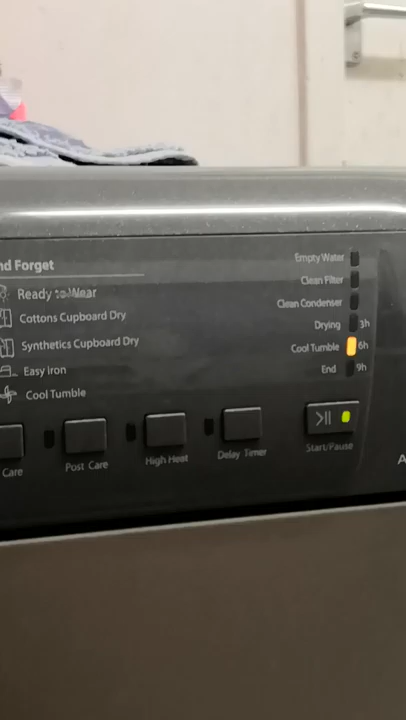 nd Forget
Ready to Wear
Cottons Cupboard Dry
Synthetics Cupboard Dry
Easy iron
Cool Tumble
Empty Water
Clean Filter
Clean Condenser
Drying 3h
Cool Tumble 6h
End 9h
Care
Post Care
High Heat
Delay Timer
Start/Pause
A